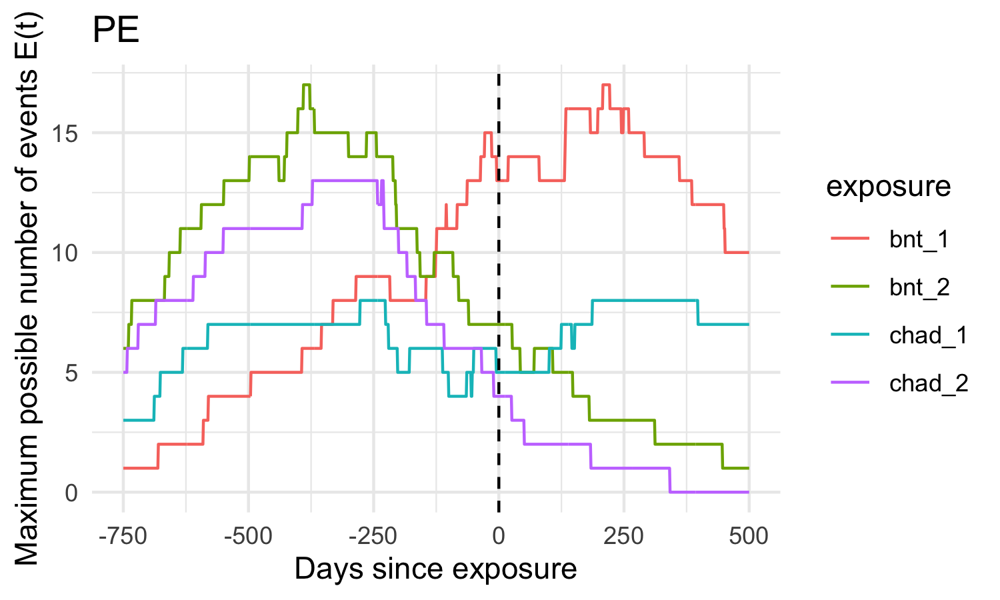 PE
Maximum possible number of events E(t)
15
10
5
0
-750 -500 -250 0 250 500
Days since exposure
exposure
bnt_1
bnt_2
chad_1
chad_2